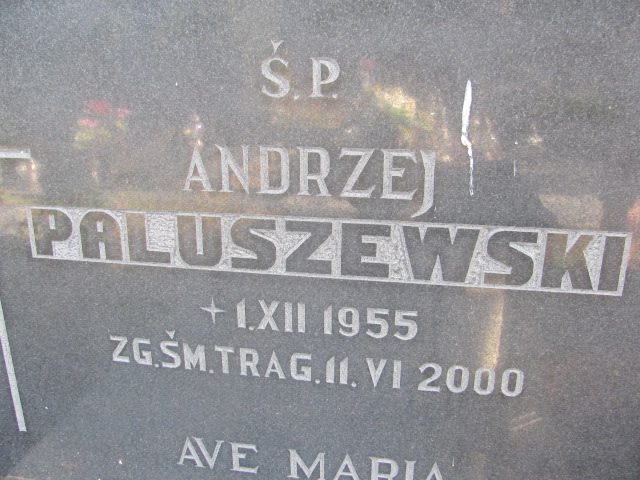 Ś.P.
ANDRZEJ
PALUSZEWSKI
+1.XII 1955
ZG.ŚM.TRAG.11.VI 2000
AVE MARIA